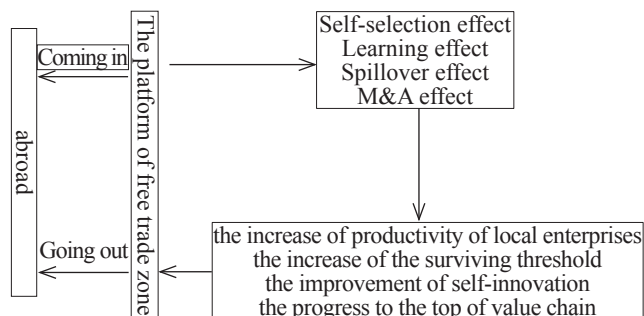 abroad
Coming in
Going out
The platform of free trade zone
Self-selection effect
Learning effect
Spillover effect
M&A effect
the increase of productivity of local enterprises
the increase of the surviving threshold
the improvement of self-innovation
the progress to the top of value chain